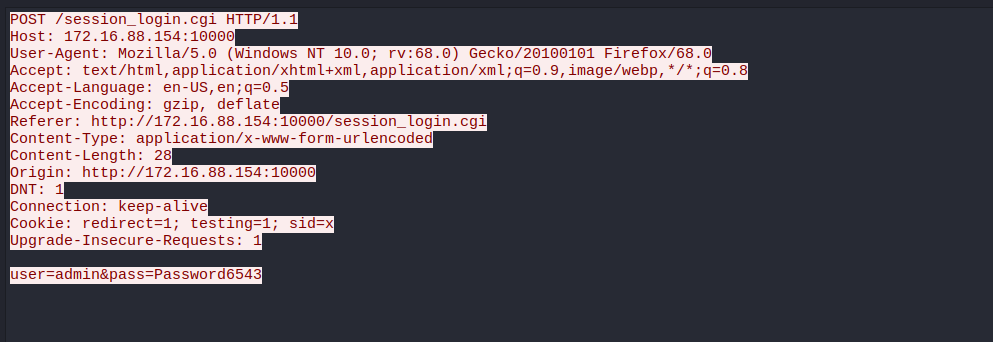 POST /session_login.cgi HTTP/1.1
Host: 172.16.88.154:10000
User-Agent: Mozilla/5.0 (Windows NT 10.0; rv:68.0) Gecko/20100101 Firefox/68.0
Accept: text/html,application/xhtml+xml,application/xml;q=0.9,image/webp,*/*;q=0.8
Accept-Language: en-US,en;q=0.5
Accept-Encoding: gzip, deflate
Referer: http://172.16.88.154:10000/session_login.cgi
Content-Type: application/x-www-form-urlencoded
Content-Length: 28
Origin: http://172.16.88.154:10000
DNT: 1
Connection: keep-alive
Cookie: redirect=1; testing=1; sid=x
Upgrade-Insecure-Requests: 1
user=admin&pass=Password6543